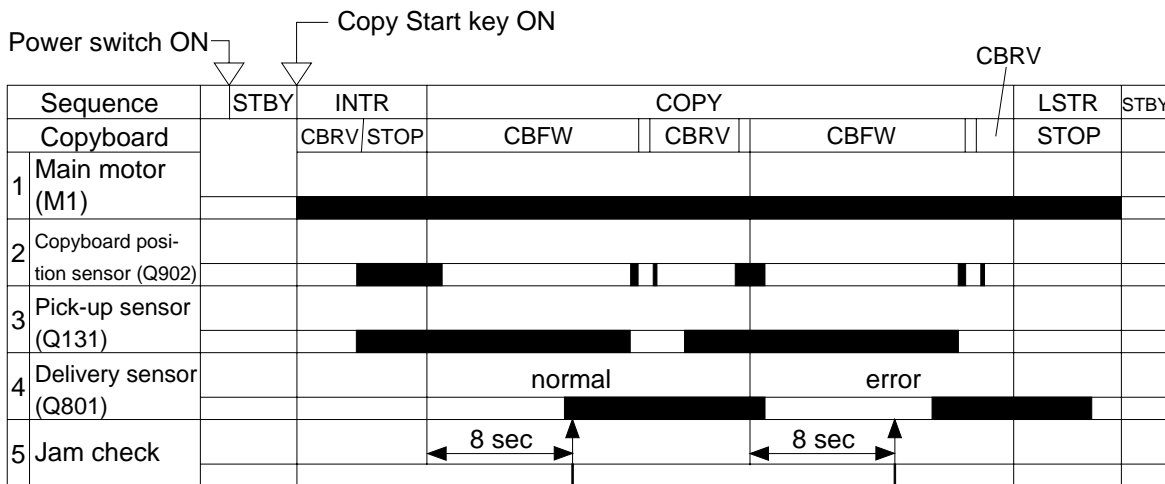 Copy Start key ON
Power switch ON
CBRV
Sequence STBY INTR COPY LSTR STBY
Copyboard CBRV STOP CBFW CBRV CBFW STOP
1 Main motor
(M1)
2 Copyboard posi-
tion sensor (Q902)
3 Pick-up sensor
(Q131)
4 Delivery sensor normal error
(Q801)
5 Jam check 8 sec 8 sec